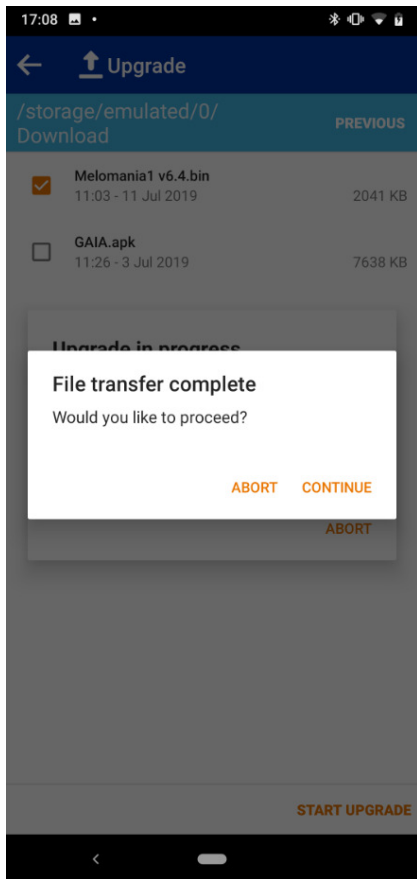 17:08
Upgrade
/storage/emulated/0/
Download
PREVIOUS
Melomania1 v6.4.bin
11:03 - 11 Jul 2019
2041 KB
GAIA.apk
11:26 - 3 Jul 2019
7638 KB
Upgrade in progress
File transfer complete
Would you like to proceed?
ABORT CONTINUE
ABORT
START UPGRADE